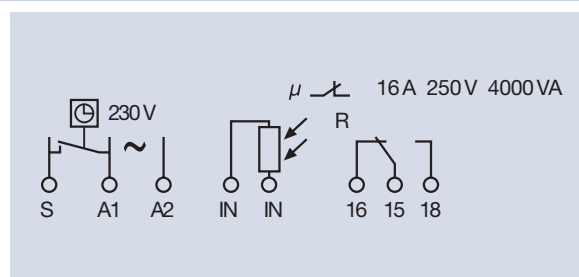 μ 16 A 250 V 4000 VA
230 V
R
~
S A1 A2 IN IN 16 15 18